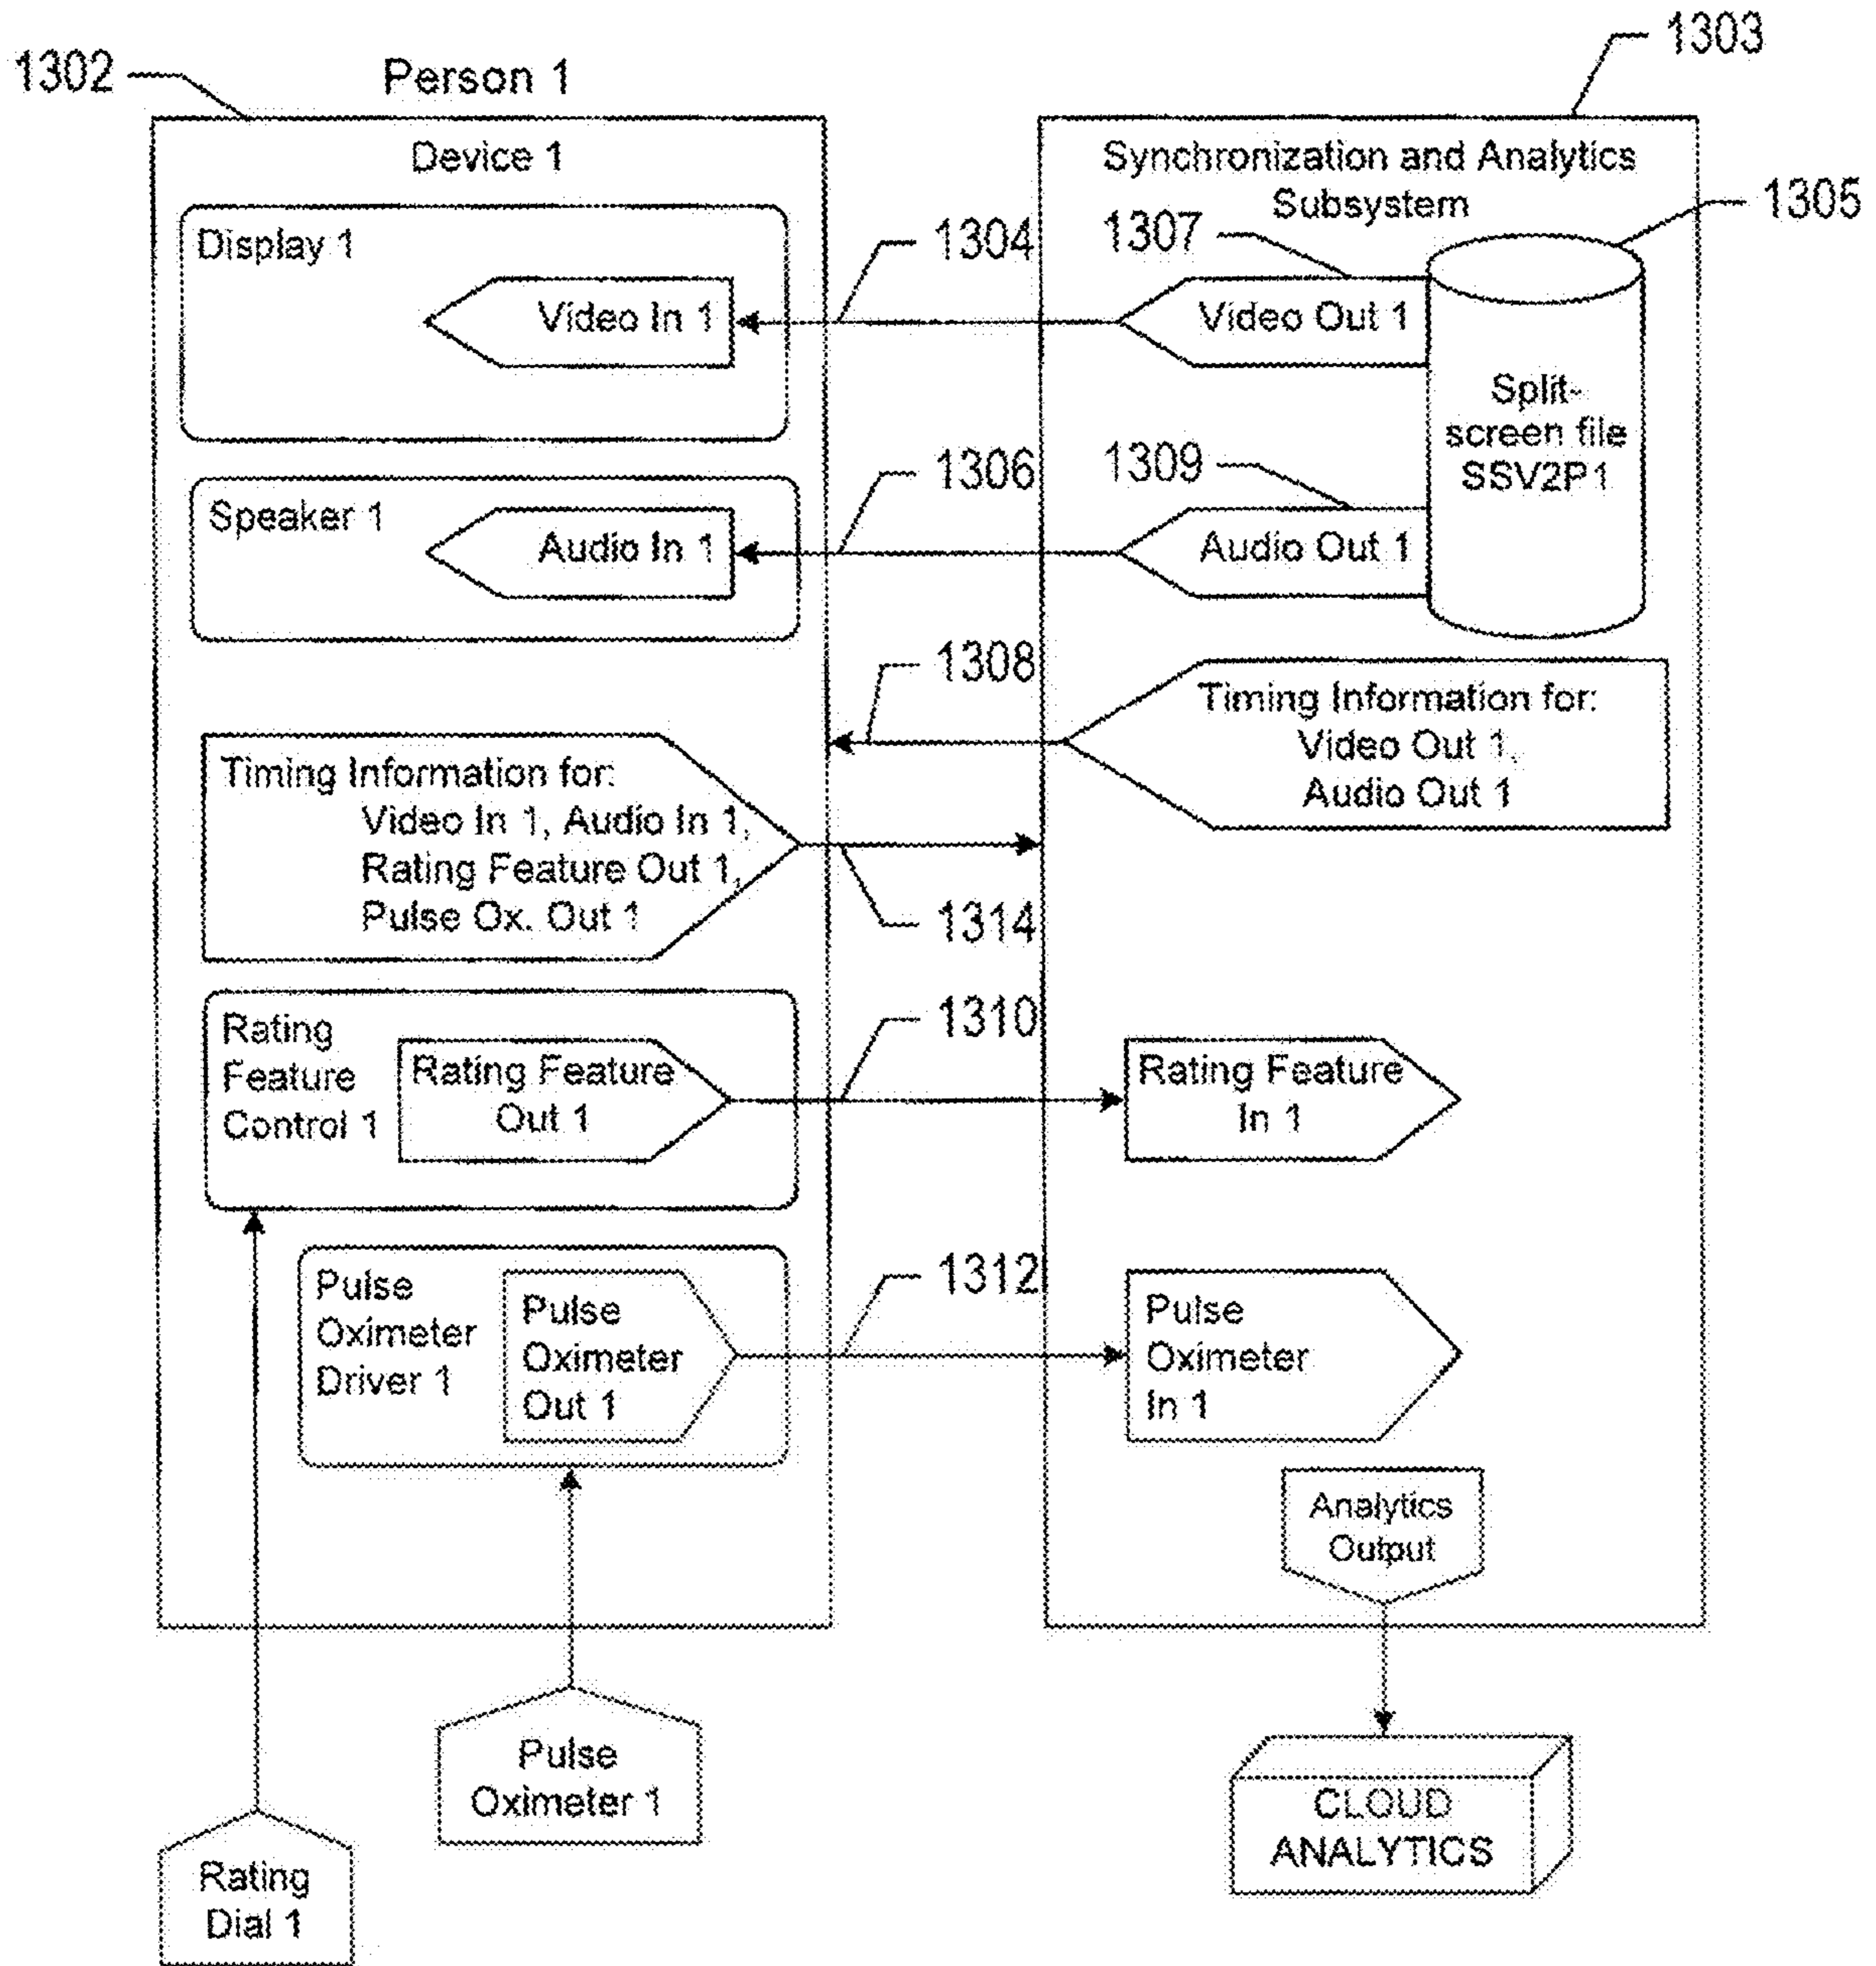 1303
1302
Person 1
Device 1
Synchronization and Analytics
Subsystem
1305
Display 1
1304
1307
Video In 1
Video Out 1
Split-
screen file
SSV2P1
1306
1309
Speaker 1
Audio In 1
Audio Out 1
1308
Timing Information for:
Video Out 1,
Audio Out 1
Timing Information for:
Video In 1, Audio In 1,
Rating Feature Out 1,
Pulse Ox. Out 1
1314
1310
Rating
Feature
Control 1
Rating Feature
Out 1
Rating Feature
In 1
1312
Pulse
Oximeter
Driver 1
Pulse
Oximeter
Out 1
Pulse
Oximeter
In 1
Analytics
Output
Pulse
Oximeter 1
CLOUD
ANALYTICS
Rating
Dial 1